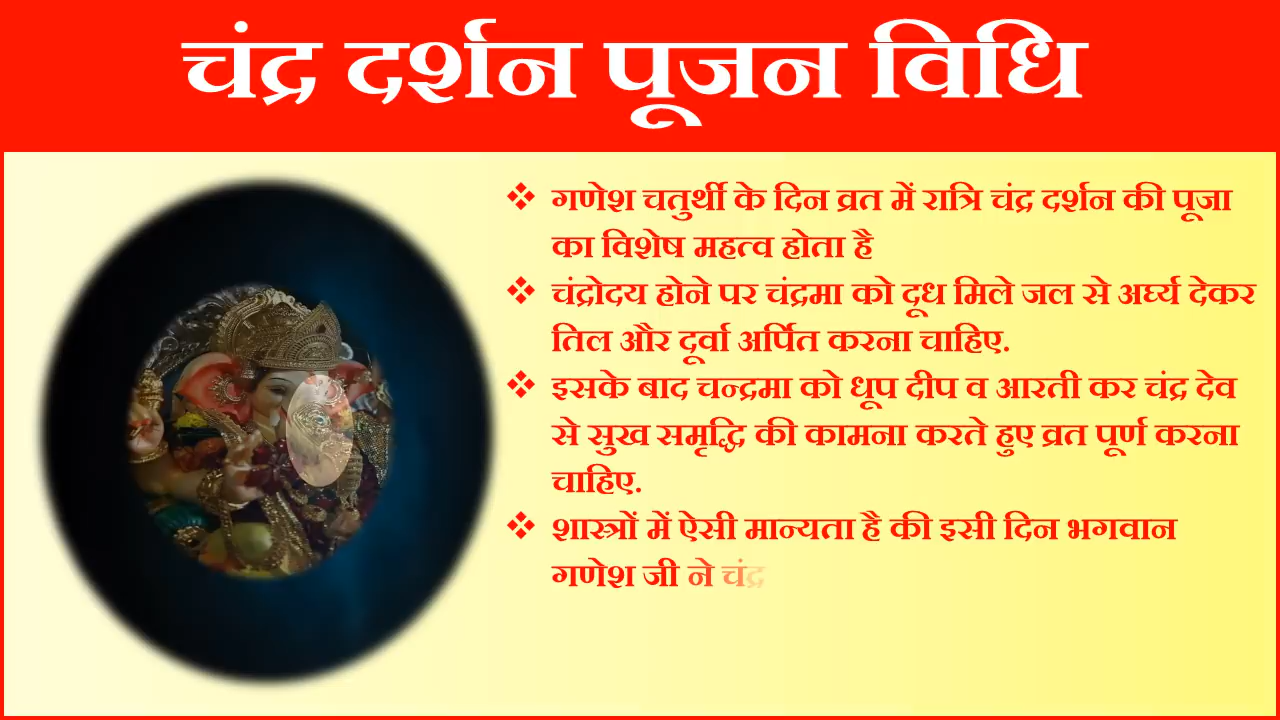 चंद्र दर्शन पूजन विधि
❖ गणेश चतुर्थी के दिन व्रत में रात्रि चंद्र दर्शन की पूजा
का विशेष महत्व होता है
❖ चंद्रोदय होने पर चंद्रमा को दूध मिले जल से अर्घ्य देकर
तिल और दूर्वा अर्पित करना चाहिए.
❖ इसके बाद चन्द्रमा को धूप दीप व आरती कर चंद्र देव
से सुख समृद्धि की कामना करते हुए व्रत पूर्ण करना
चाहिए.
❖ शास्त्रों में ऐसी मान्यता है की इसी दिन भगवान
गणेश जी ने चंद्र